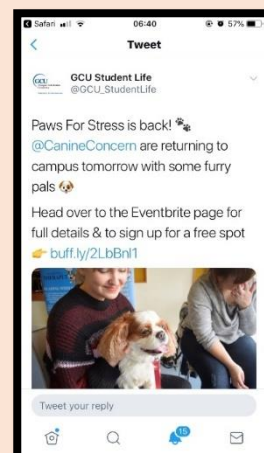 Safari 06:40 57%
Tweet
GCU
GCU Student Life
@GCU_StudentLife
Paws For Stress is back! 🐾
@CanineConcern are returning to
campus tomorrow with some furry
pals 🐶
Head over to the Eventbrite page for
full details & to sign up for a free spot
👉 buff.ly/2LbBnl1
Tweet your reply
15